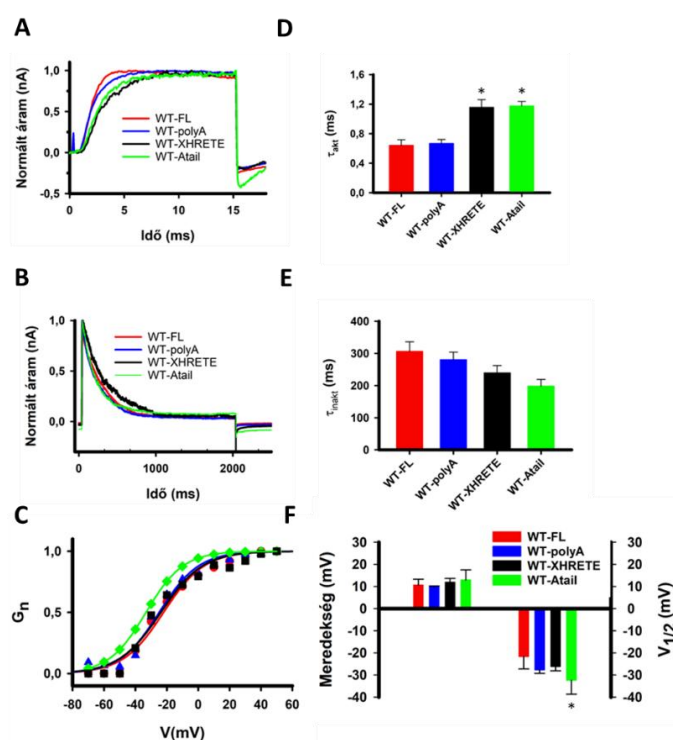 A
Normált áram (nA)
1,0
0,5
0,0
-0,5
WT-FL
WT-polyA
WT-XHRETE
WT-Atail
0
5
10
15
Idő (ms)
D
τakt (ms)
1,6
1,2
0,8
0,4
0,0
*
*
WT-FL
WT-polyA
WT-XHRETE
WT-Atail
B
Normált áram (nA)
1,0
0,5
0,0
WT-FL
WT-polyA
WT-XHRETE
WT-Atail
0
1000
2000
Idő (ms)
E
τinakt (ms)
400
300
200
100
0
WT-FL
WT-polyA
WT-XHRETE
WT-Atail
C
Gn
1,0
0,5
0,0
-80 -60 -40 -20 0 20 40 60
V(mV)
F
Meredekség (mV)
30
20
10
0
-10
-20
-30
-40
WT-FL
WT-polyA
WT-XHRETE
WT-Atail
*
30
20
10
0
-10
-20
-30
-40
V1/2 (mV)